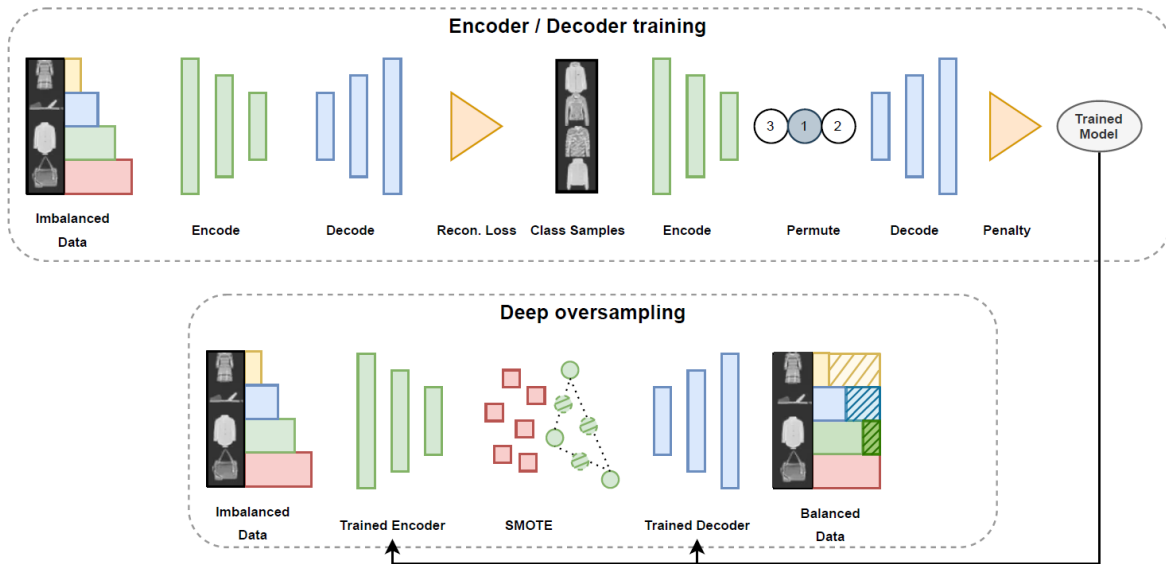 Encoder / Decoder training
3 1 2
Trained
Model
Imbalanced
Data
Encode
Decode
Recon. Loss
Class Samples
Encode
Permute
Decode
Penalty
Deep oversampling
Imbalanced
Data
Trained Encoder
SMOTE
Trained Decoder
Balanced
Data